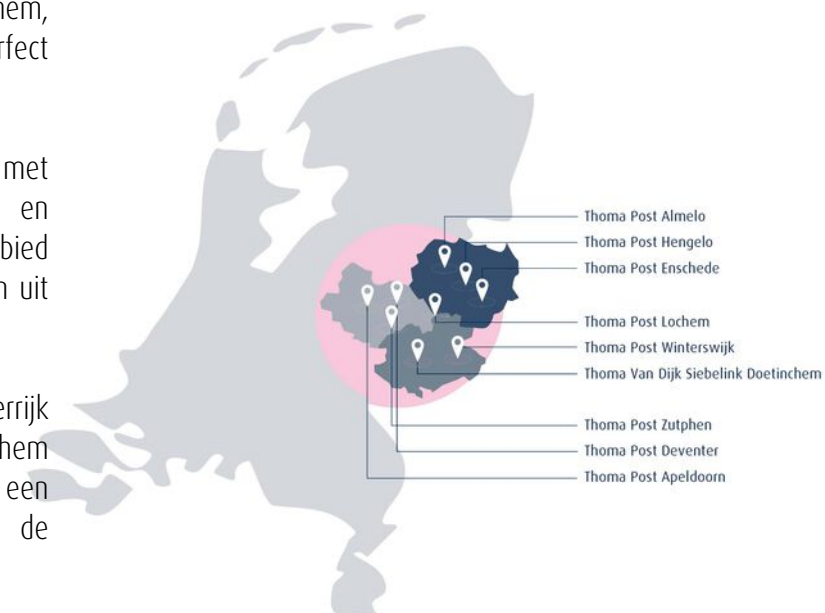 rfect
met
en
bied
n uit
errijk
hem
een
de
Thoma Post Almelo
Thoma Post Hengelo
Thoma Post Enschede
Thoma Post Lochem
Thoma Post Winterswijk
Thoma Van Dijk Siebelink Doetinchem
Thoma Post Zutphen
Thoma Post Deventer
Thoma Post Apeldoorn